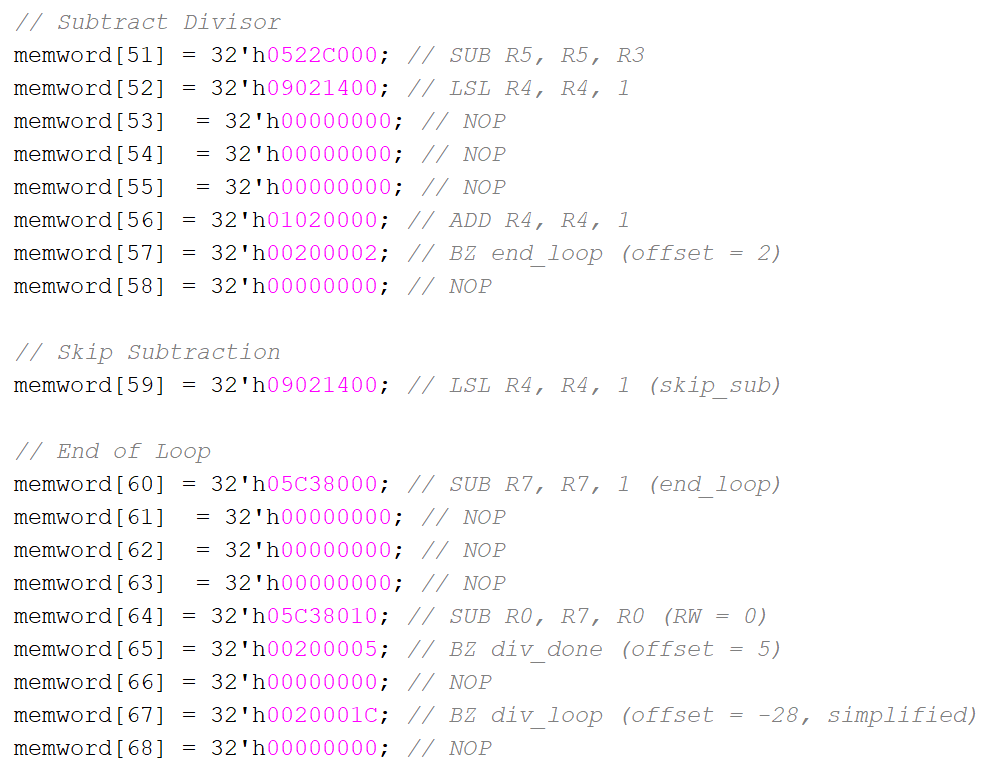 // Subtract Divisor
memword[51] = 32'h0522C000; // SUB R5, R5, R3
memword[52] = 32'h09021400; // LSL R4, R4, 1
memword[53]  = 32'h00000000; // NOP
memword[54]  = 32'h00000000; // NOP
memword[55]  = 32'h00000000; // NOP
memword[56] = 32'h01020000; // ADD R4, R4, 1
memword[57] = 32'h00200002; // BZ end_loop (offset = 2)
memword[58] = 32'h00000000; // NOP
// Skip Subtraction
memword[59] = 32'h09021400; // LSL R4, R4, 1 (skip_sub)
// End of Loop
memword[60] = 32'h05C38000; // SUB R7, R7, 1 (end_loop)
memword[61]  = 32'h00000000; // NOP
memword[62]  = 32'h00000000; // NOP
memword[63]  = 32'h00000000; // NOP
memword[64] = 32'h05C38010; // SUB R0, R7, R0 (RW = 0)
memword[65] = 32'h00200005; // BZ div_done (offset = 5)
memword[66] = 32'h00000000; // NOP
memword[67] = 32'h0020001C; // BZ div_loop (offset = -28, simplified)
memword[68] = 32'h00000000; // NOP